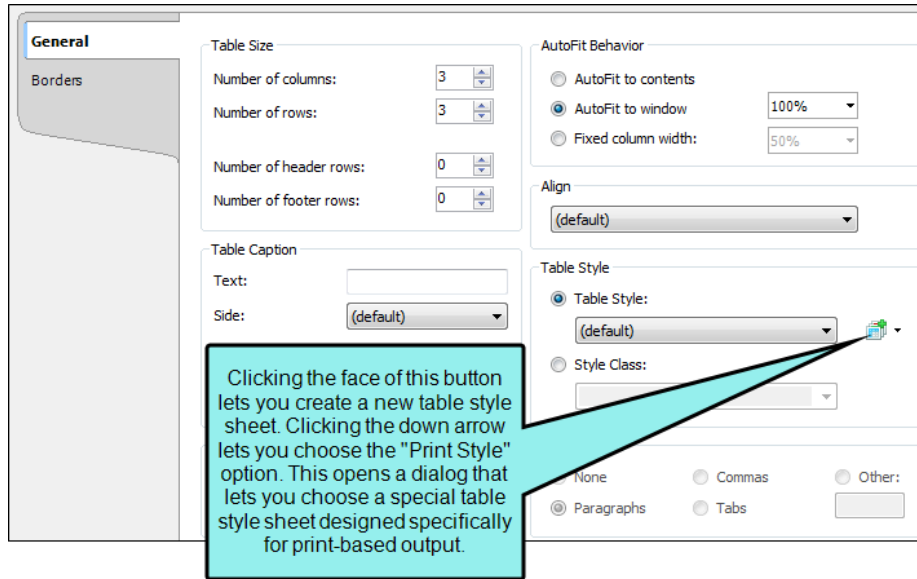 General
Borders
Table Size
Number of columns: 3
Number of rows: 3
Number of header rows: 0
Number of footer rows: 0
Table Caption
Text:
Side: (default)
AutoFit Behavior
AutoFit to contents
AutoFit to window 100%
Fixed column width: 50%
Align
(default)
Table Style
Table Style:
(default)
Style Class:
None Commas Other:
Paragraphs Tabs
Clicking the face of this button
lets you create a new table style
sheet. Clicking the down arrow
lets you choose the "Print Style"
option. This opens a dialog that
lets you choose a special table
style sheet designed specifically
for print-based output.